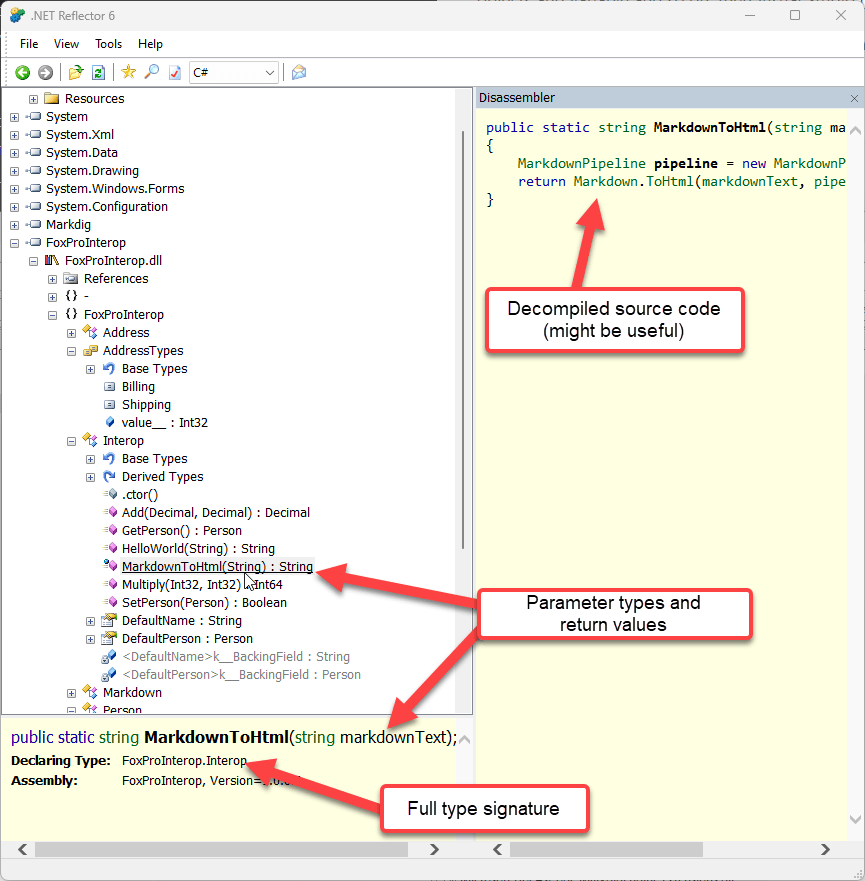 .NET Reflector 6
File View Tools Help
C#
Resources
System
System.Xml
System.Data
System.Drawing
System.Windows.Forms
System.Configuration
Markdig
FoxProInterop
FoxProInterop.dll
References
{} -
{} FoxProInterop
Address
AddressTypes
Base Types
Billing
Shipping
value__ : Int32
Interop
Base Types
Derived Types
.ctor()
Add(Decimal, Decimal) : Decimal
GetPerson() : Person
HelloWorld(String) : String
MarkdownToHtml(String) : String
Multiply(Int32, Int32) : Int64
SetPerson(Person) : Boolean
DefaultName : String
DefaultPerson : Person
<DefaultName>k__BackingField : String
<DefaultPerson>k__BackingField : Person
Markdown
Person
Disassembler
public static string MarkdownToHtml(string ma
{
MarkdownPipeline pipeline = new MarkdownP
return Markdown.ToHtml(markdownText, pipe
}
Decompiled source code
(might be useful)
Parameter types and
return values
public static string MarkdownToHtml(string markdownText);
Declaring Type: FoxProInterop.Interop
Assembly: FoxProInterop, Version=
Full type signature